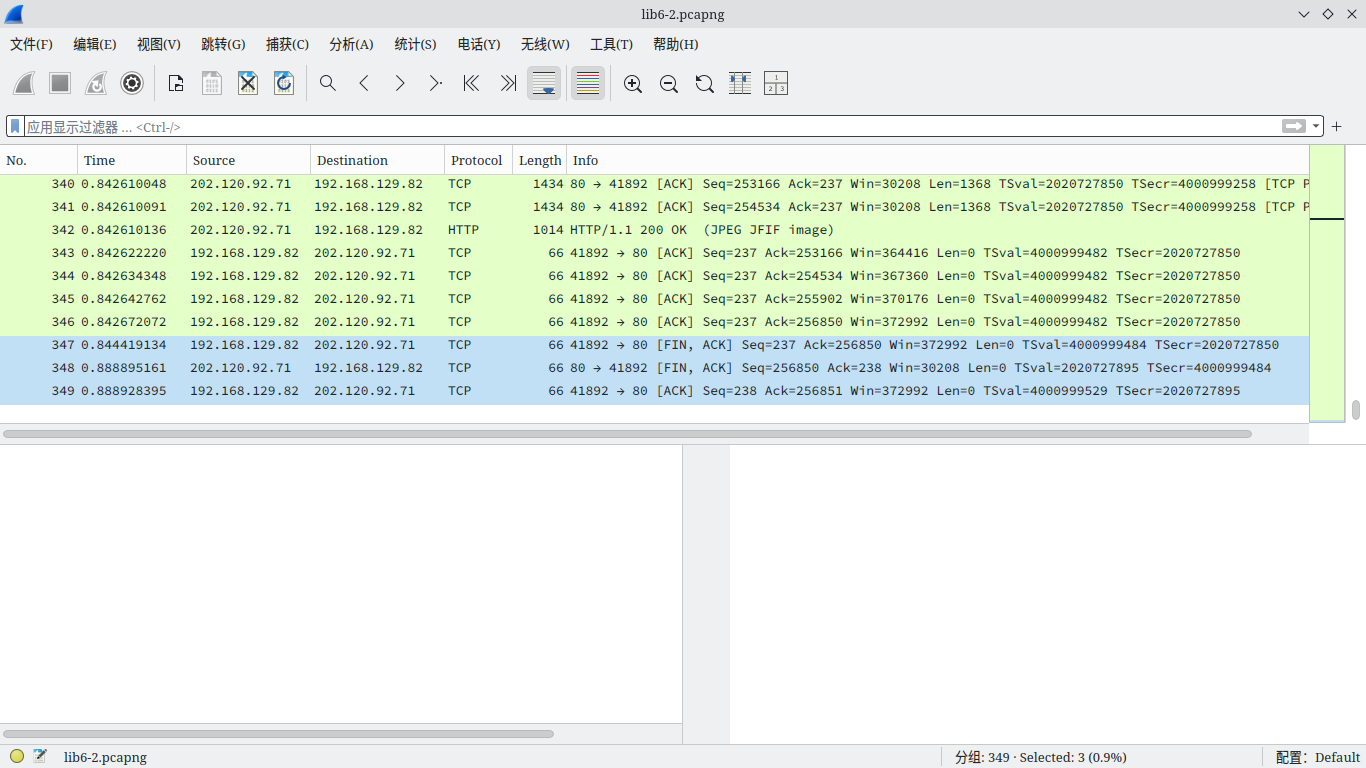 lib6-2.pcapng
文件(F) 编辑(E) 视图(V) 跳转(G) 捕获(C) 分析(A) 统计(S) 电话(Y) 无线(W) 工具(T) 帮助(H)
应用显示过滤器 … <Ctrl-/>
No. Time Source Destination Protocol Length Info
340 0.842610048 202.120.92.71 192.168.129.82 TCP 1434 80 → 41892 [ACK] Seq=253166 Ack=237 Win=30208 Len=1368 TSval=2020727850 TSecr=4000999258 [TCP P
341 0.842610091 202.120.92.71 192.168.129.82 TCP 1434 80 → 41892 [ACK] Seq=254534 Ack=237 Win=30208 Len=1368 TSval=2020727850 TSecr=4000999258 [TCP P
342 0.842610136 202.120.92.71 192.168.129.82 HTTP 1014 HTTP/1.1 200 OK  (JPEG JFIF image)
343 0.842622220 192.168.129.82 202.120.92.71 TCP 66 41892 → 80 [ACK] Seq=237 Ack=253166 Win=364416 Len=0 TSval=4000999482 TSecr=2020727850
344 0.842634348 192.168.129.82 202.120.92.71 TCP 66 41892 → 80 [ACK] Seq=237 Ack=254534 Win=367360 Len=0 TSval=4000999482 TSecr=2020727850
345 0.842642762 192.168.129.82 202.120.92.71 TCP 66 41892 → 80 [ACK] Seq=237 Ack=255902 Win=370176 Len=0 TSval=4000999482 TSecr=2020727850
346 0.842672072 192.168.129.82 202.120.92.71 TCP 66 41892 → 80 [ACK] Seq=237 Ack=256850 Win=372992 Len=0 TSval=4000999482 TSecr=2020727850
347 0.844419134 192.168.129.82 202.120.92.71 TCP 66 41892 → 80 [FIN, ACK] Seq=237 Ack=256850 Win=372992 Len=0 TSval=4000999484 TSecr=2020727850
348 0.888895161 202.120.92.71 192.168.129.82 TCP 66 80 → 41892 [FIN, ACK] Seq=256850 Ack=238 Win=30208 Len=0 TSval=2020727895 TSecr=4000999484
349 0.888928395 192.168.129.82 202.120.92.71 TCP 66 41892 → 80 [ACK] Seq=238 Ack=256851 Win=372992 Len=0 TSval=4000999529 TSecr=2020727895
lib6-2.pcapng 分组: 349 · Selected: 3 (0.9%) 配置： Default